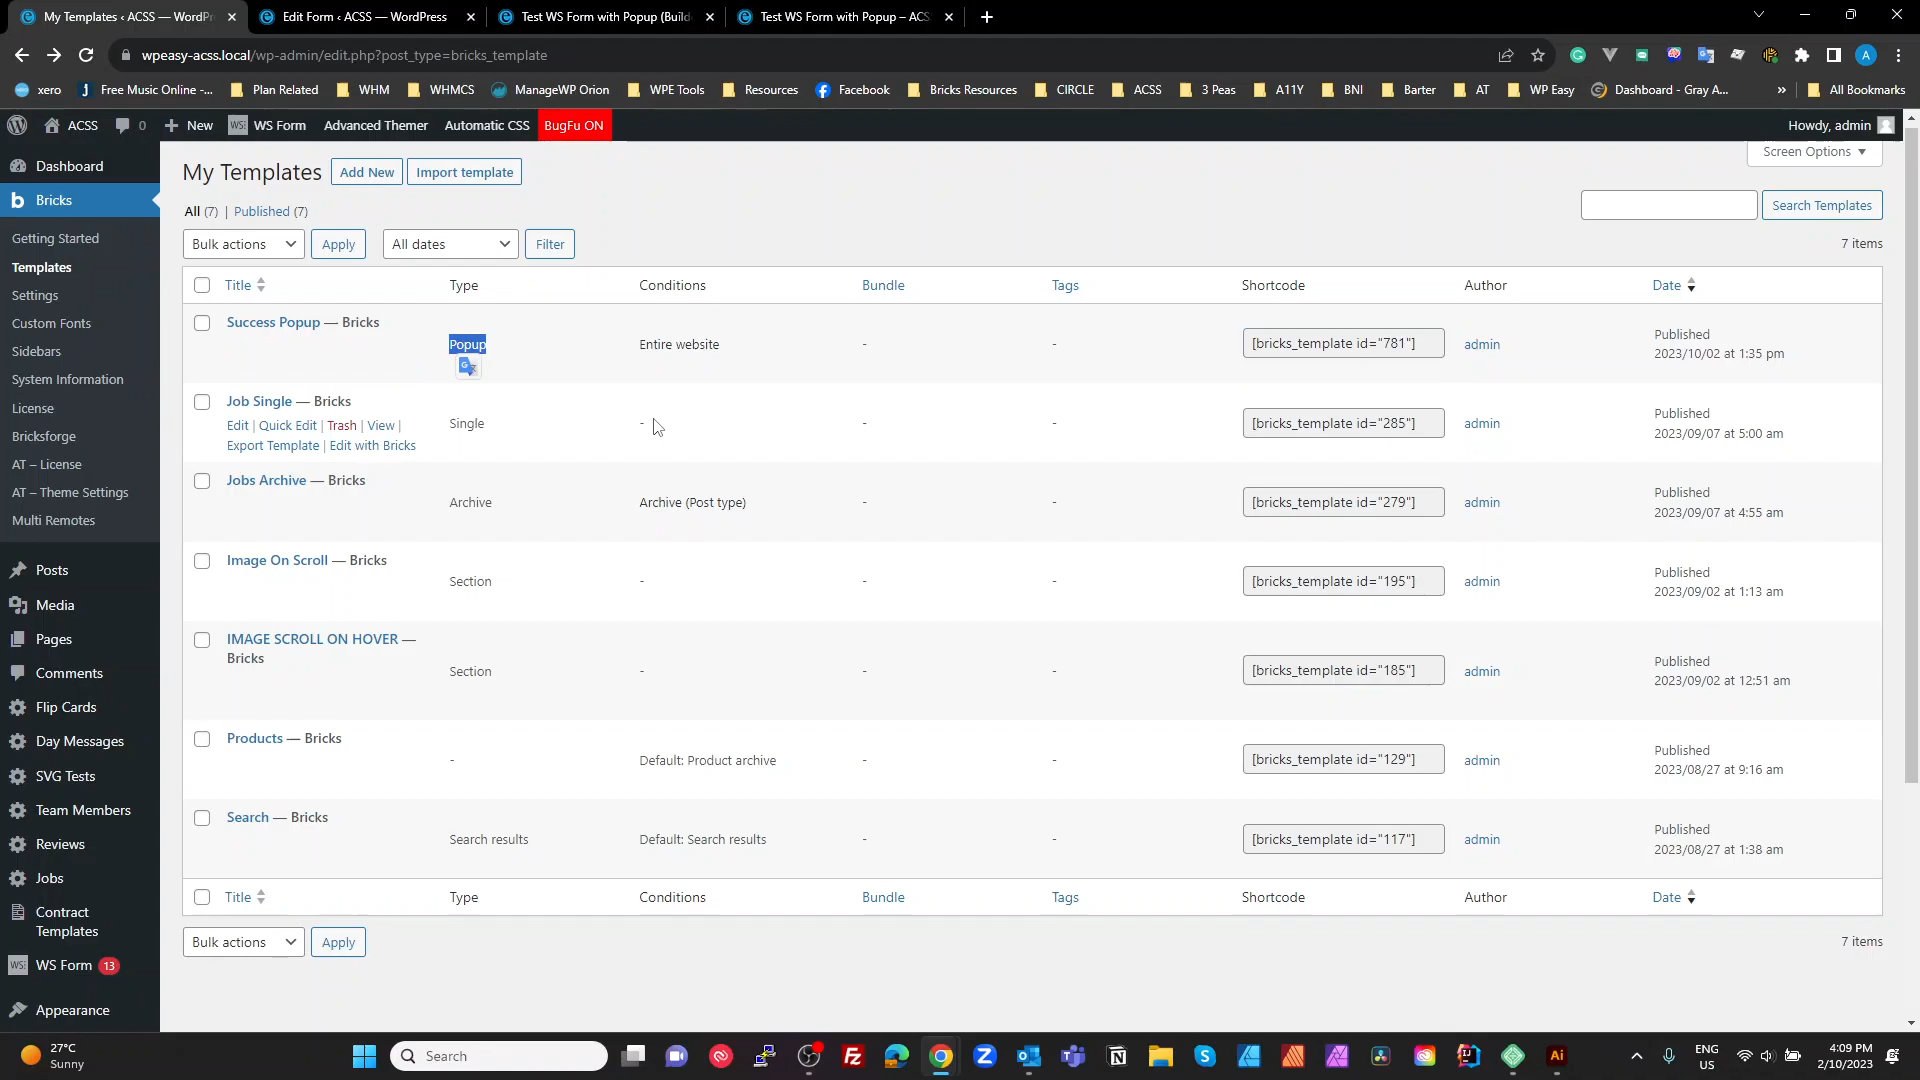 My Templates ‹ ACSS — WordPr
Edit Form ‹ ACSS — WordPress
Test WS Form with Popup (Build
Test WS Form with Popup – ACS
wpeasy-acss.local/wp-admin/edit.php?post_type=bricks_template
xero
Free Music Online -...
Plan Related
WHM
WHMCS
ManageWP Orion
WPE Tools
Resources
Facebook
Bricks Resources
CIRCLE
ACSS
3 Peas
A11Y
BNI
Barter
AT
WP Easy
Dashboard - Gray A...
»
All Bookmarks
ACSS
0
New
WS Form
Advanced Themer
Automatic CSS
BugFu ON
Howdy, admin
Dashboard
Bricks
Getting Started
Templates
Settings
Custom Fonts
Sidebars
System Information
License
Bricksforge
AT – License
AT – Theme Settings
Multi Remotes
Posts
Media
Pages
Comments
Flip Cards
Day Messages
SVG Tests
Team Members
Reviews
Jobs
Contract
Templates
WS Form 13
Appearance
My Templates
Add New
Import template
Screen Options
All (7) | Published (7)
Search Templates
Bulk actions
Apply
All dates
Filter
7 items
Title Type Conditions Bundle Tags Shortcode Author Date
Success Popup — Bricks
Popup
Entire website
-
-
[bricks_template id="781"]
admin
Published
2023/10/02 at 1:35 pm
Job Single — Bricks
Edit | Quick Edit | Trash | View |
Export Template | Edit with Bricks
Single
-
-
-
[bricks_template id="285"]
admin
Published
2023/09/07 at 5:00 am
Jobs Archive — Bricks
Archive
Archive (Post type)
-
-
[bricks_template id="279"]
admin
Published
2023/09/07 at 4:55 am
Image On Scroll — Bricks
Section
-
-
-
[bricks_template id="195"]
admin
Published
2023/09/02 at 1:13 am
IMAGE SCROLL ON HOVER —
Bricks
Section
-
-
-
[bricks_template id="185"]
admin
Published
2023/09/02 at 12:51 am
Products — Bricks
-
Default: Product archive
-
-
[bricks_template id="129"]
admin
Published
2023/08/27 at 9:16 am
Search — Bricks
Search results
Default: Search results
-
-
[bricks_template id="117"]
admin
Published
2023/08/27 at 1:38 am
Title Type Conditions Bundle Tags Shortcode Author Date
Bulk actions
Apply
7 items
27°C
Sunny
Search
ENG
US
4:09 PM
2/10/2023